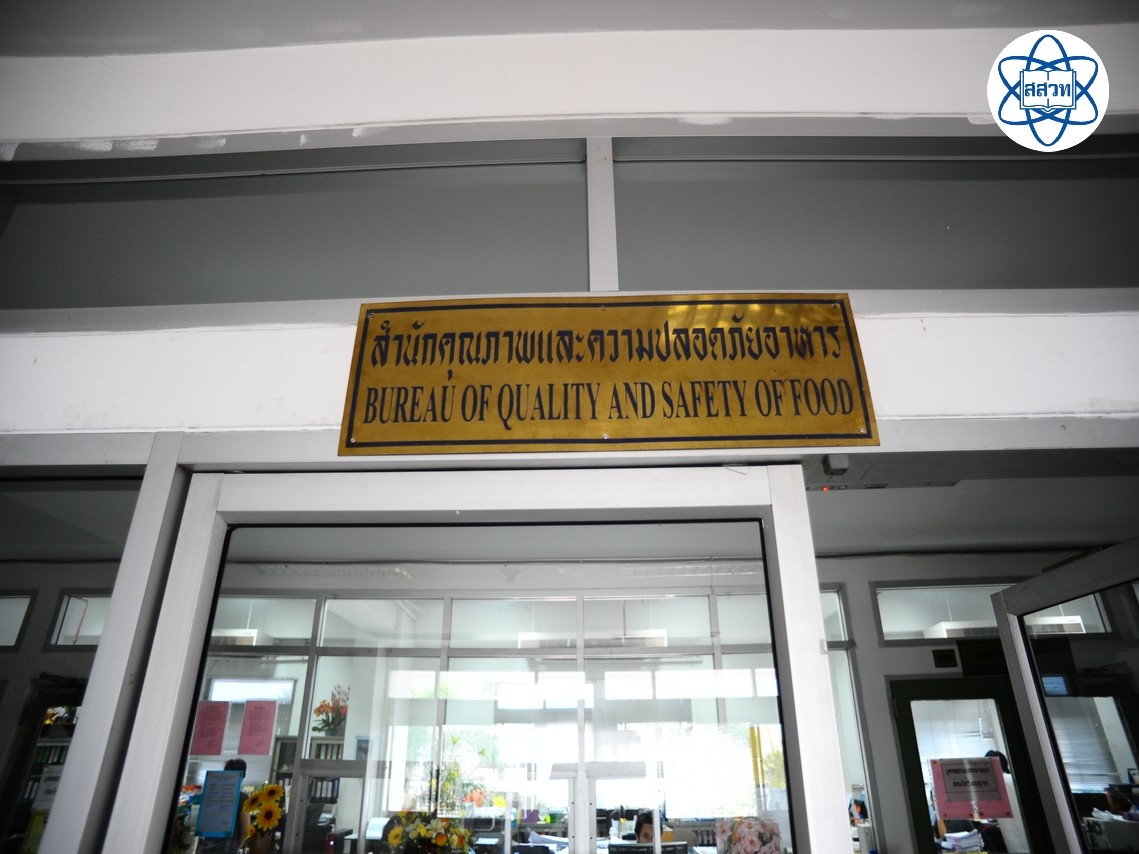 สสวท
สำนักคุณภาพและความปลอดภัยอาหาร
BUREAU OF QUALITY AND SAFETY OF FOOD